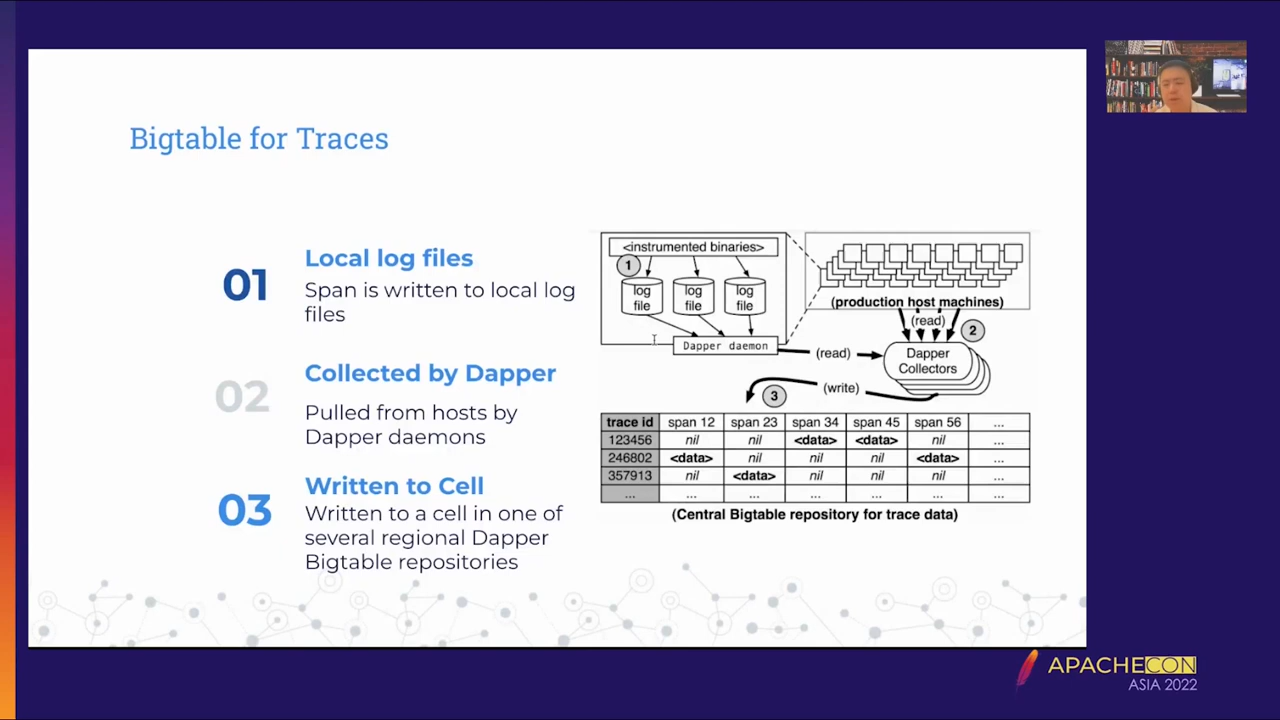 Bigtable for Traces
01
Local log files
Span is written to local log
files
02
Collected by Dapper
Pulled from hosts by
Dapper daemons
03
Written to Cell
Written to a cell in one of
several regional Dapper
Bigtable repositories
<instrumented binaries>
1
log
file
log
file
log
file
Dapper daemon
(production host machines)
(read)
2
(read)
Dapper
Collectors
(write)
3
trace id span 12 span 23 span 34 span 45 span 56 ...
123456 nil nil <data> <data> nil ...
246802 <data> nil nil nil <data> ...
357913 nil <data> nil nil nil ...
... ... ... ... ... ... ...
(Central Bigtable repository for trace data)
APACHECON
ASIA 2022